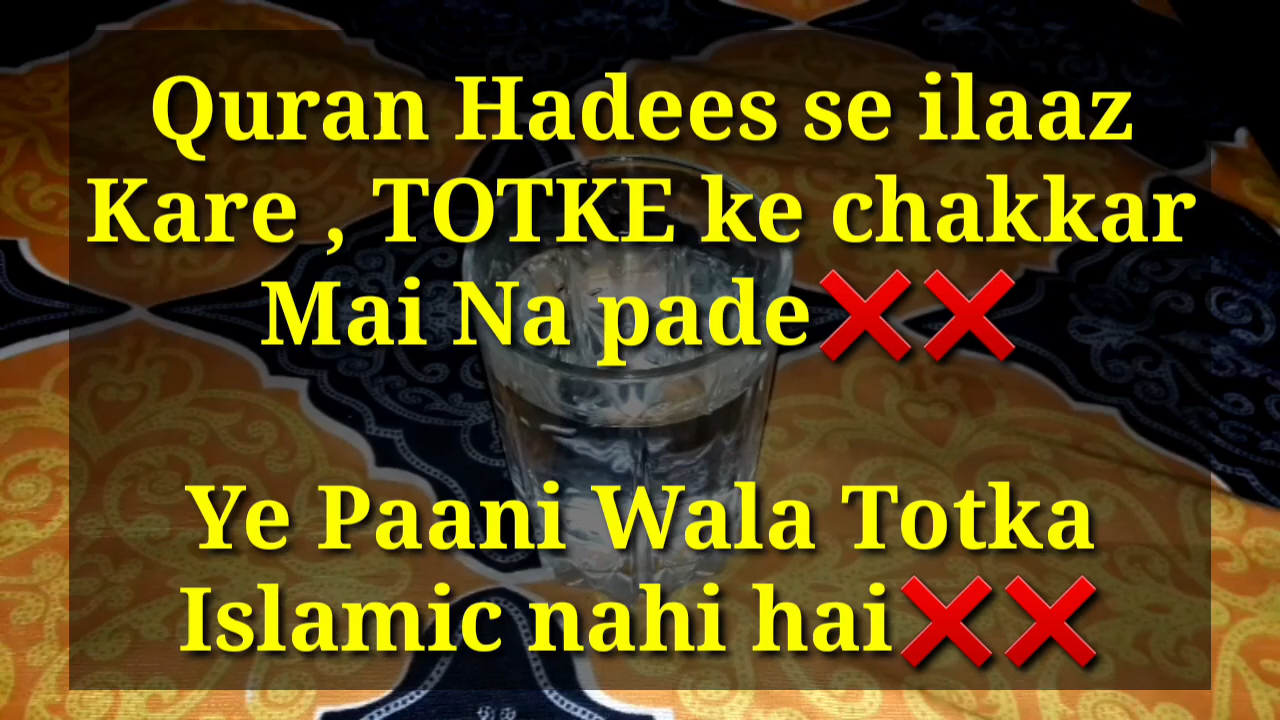 Quran Hadees se ilaaz
Kare , TOTKE ke chakkar
Mai Na pade❌❌
Ye Paani Wala Totka
Islamic nahi hai❌❌